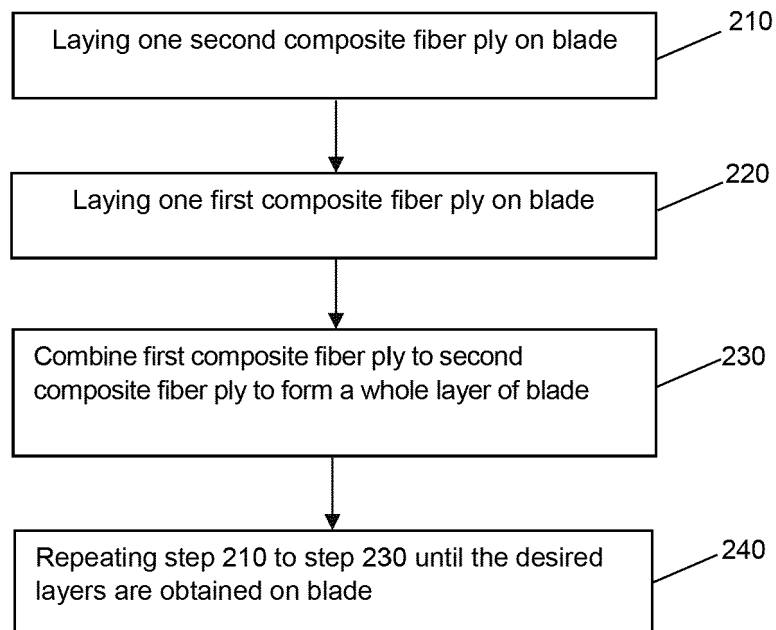 Laying one second composite fiber ply on blade
210
Laying one first composite fiber ply on blade
220
Combine first composite fiber ply to second
composite fiber ply to form a whole layer of blade
230
Repeating step 210 to step 230 until the desired
layers are obtained on blade
240